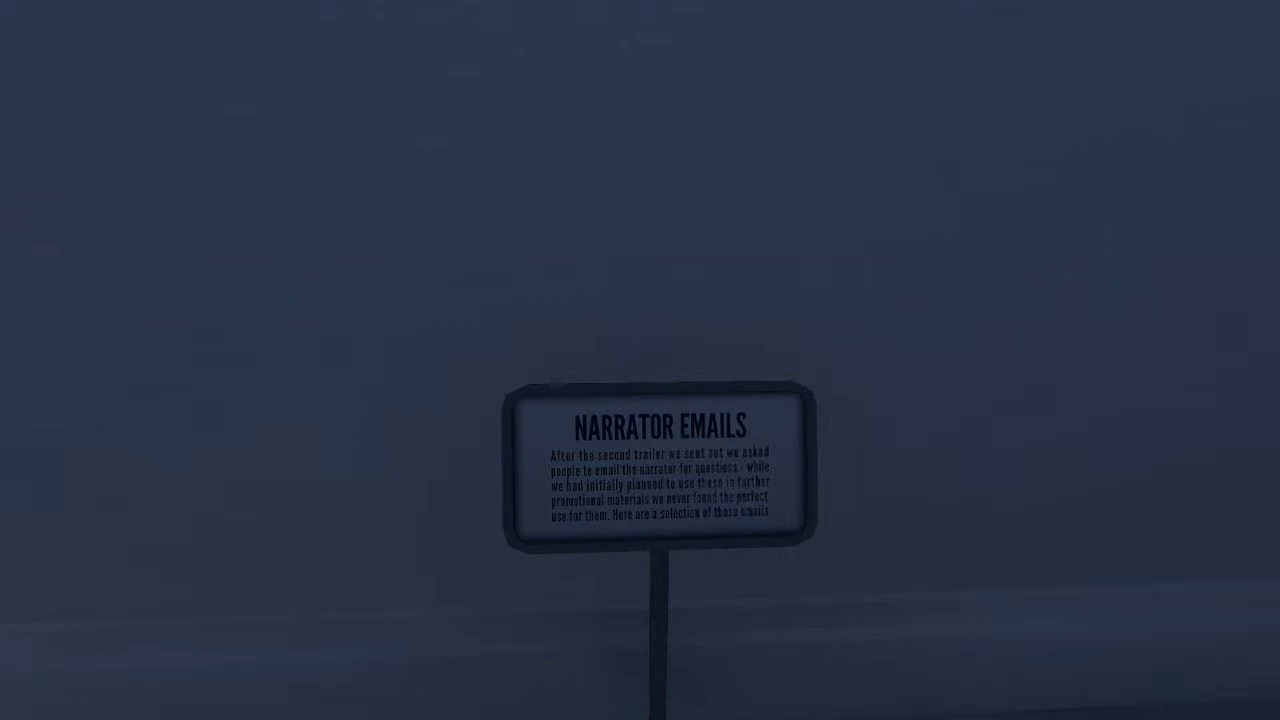 NARRATOR EMAILS
After the second trailer we sent out we asked
people to email the narrator for questions - while
we had initially planned to use these in further
promotional materials we never found the perfect
use for them. Here are a selection of those emails